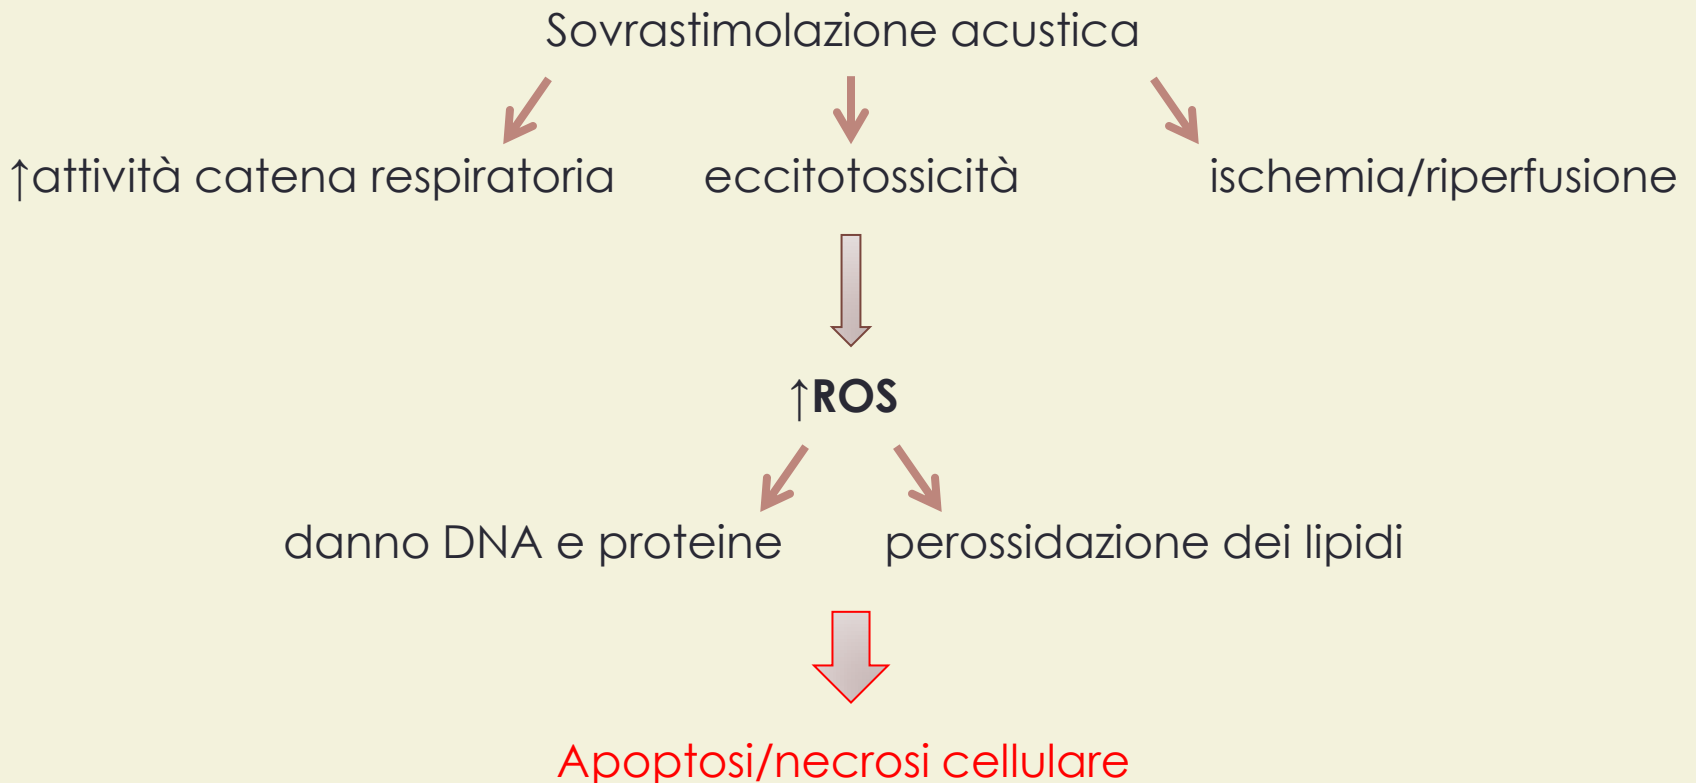 Sovrastimolazione acustica
↑attività catena respiratoria eccitotossicità ischemia/riperfusione
↑ROS
danno DNA e proteine perossidazione dei lipidi
Apoptosi/necrosi cellulare